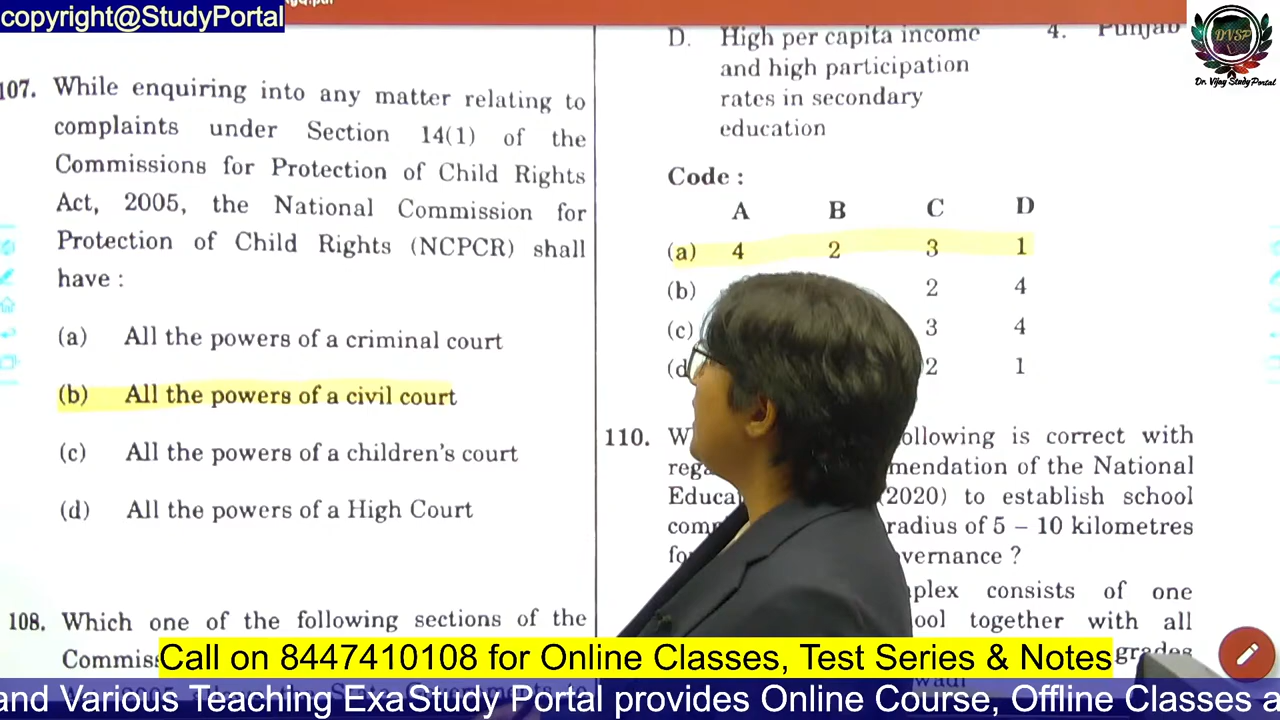 copyright@StudyPortal
107. While enquiring into any matter relating to
complaints under Section 14(1) of the
Commissions for Protection of Child Rights
Act, 2005, the National Commission for
Protection of Child Rights (NCPCR) shall
have :
(a) All the powers of a criminal court
(b) All the powers of a civil court
(c) All the powers of a children's court
(d) All the powers of a High Court
108. Which one of the following sections of the
D. High per capita income 4. Punjab
and high participation
rates in secondary
education
Code :
A B C D
(a) 4 2 3 1
(b) 2 4
(c) 3 4
(d 2 1
110. ollowing is correct with
mendation of the National
2020) to establish school
radius of 5 – 10 kilometres
vernance ?
plex consists of one
ool together with all
grades
DVSP
Dr. Vijay StudyPortal
Call on 8447410108 for Online Classes, Test Series & Notes
and Various Teaching ExaStudy Portal provides Online Course, Offline Classes a